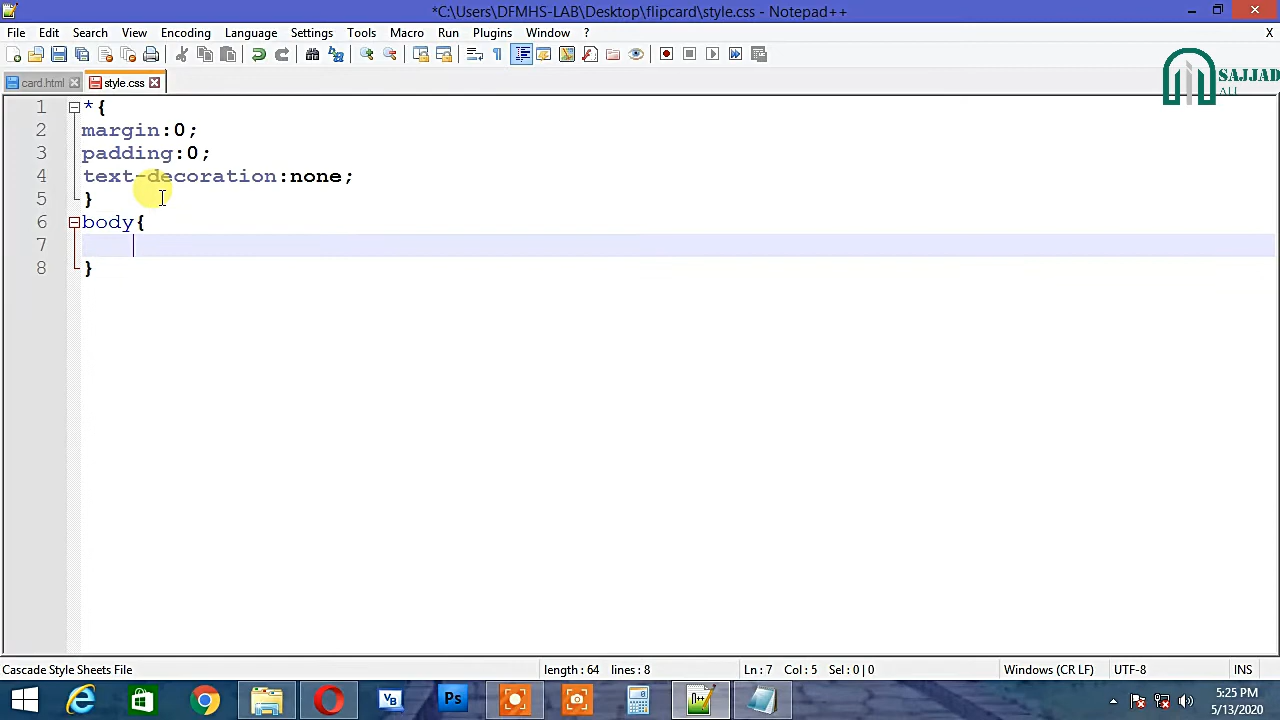 *C:\Users\DFMHS-LAB\Desktop\flipcard\style.css - Notepad++
File Edit Search View Encoding Language Settings Tools Macro Run Plugins Window ? X
card.html style.css
SAJJAD
ALI
1 *{
2 margin:0;
3 padding:0;
4 text-decoration:none;
5 }
6 body{
7
8 }
Cascade Style Sheets File length : 64 lines : 8 Ln : 7 Col : 5 Sel : 0 | 0 Windows (CR LF) UTF-8 INS
VB Ps 5:25 PM
5/13/2020